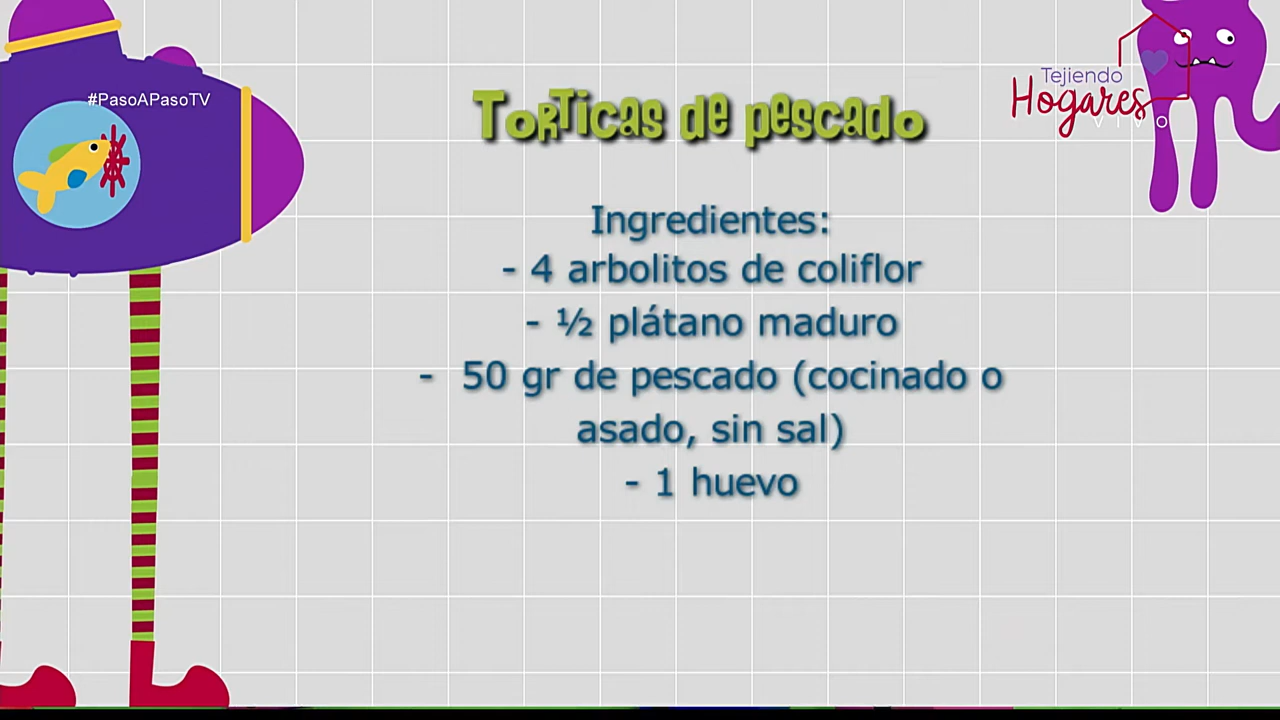 #PasoAPasoTV
Tejiendo
Hogares
VIVO
Torticas de pescado
Ingredientes:
- 4 arbolitos de coliflor
- ½ plátano maduro
- 50 gr de pescado (cocinado o
asado, sin sal)
- 1 huevo